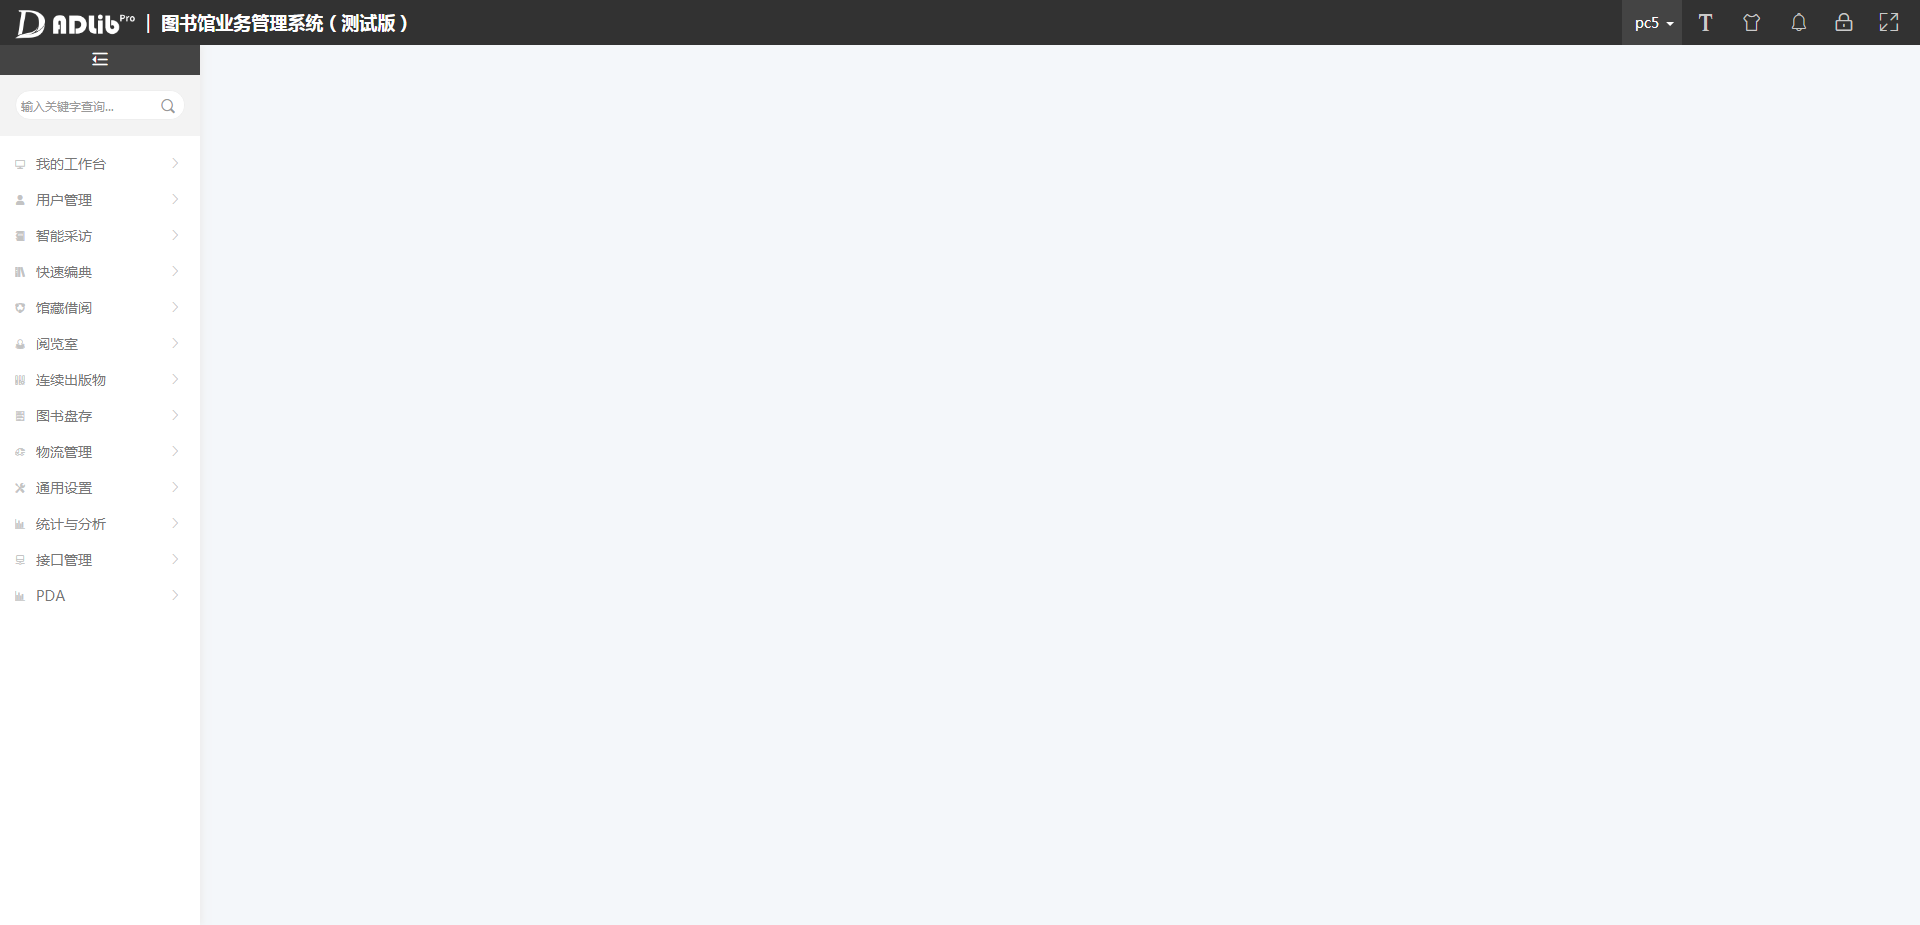 ADLib Pro | 图书馆业务管理系统（测试版）
pc5
输入关键字查询...
我的工作台
用户管理
智能采访
快速编典
馆藏借阅
阅览室
连续出版物
图书盘存
物流管理
通用设置
统计与分析
接口管理
PDA